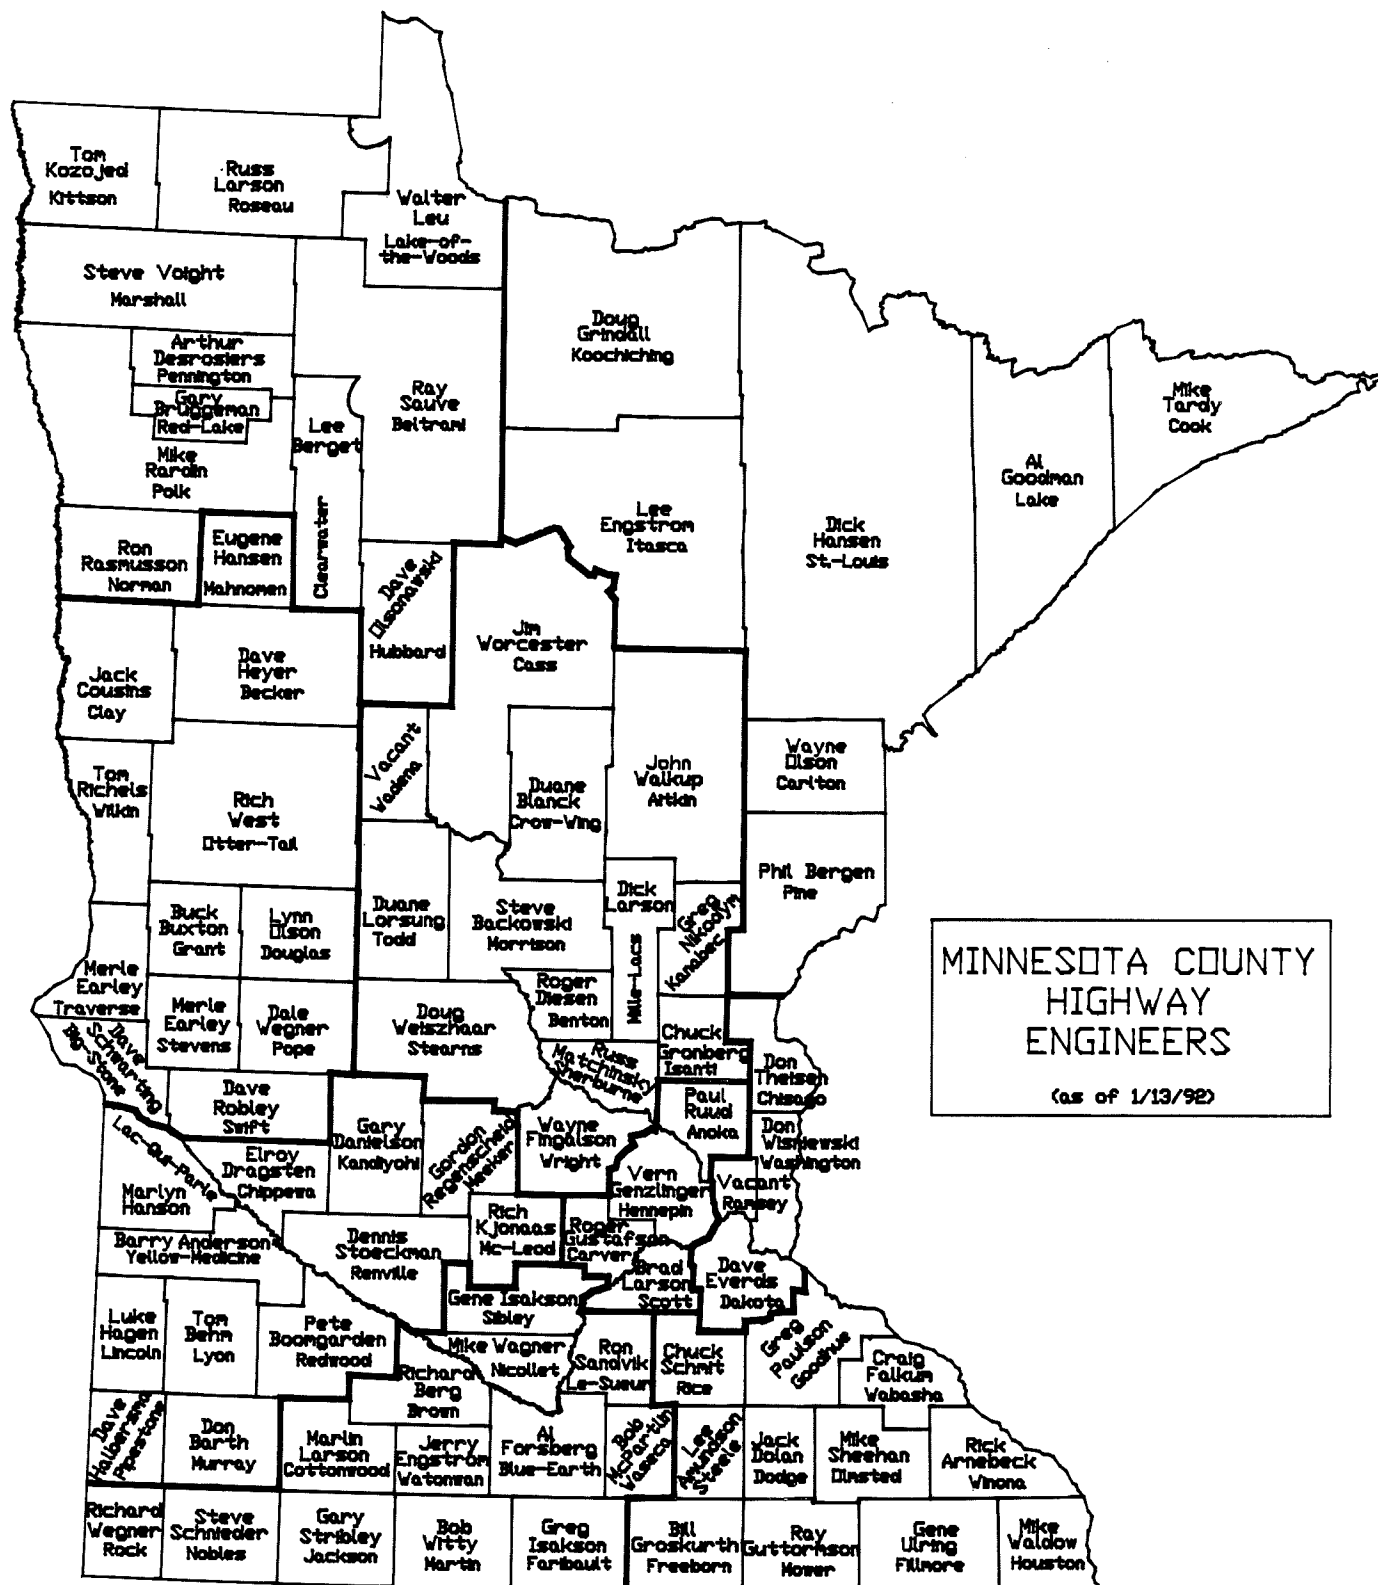 Tom
Kozojed
Kittson
Russ
Larson
Roseau
Walter
Leu
Lake-of-
the-Woods
Steve Voight
Marshall
Doug
Grindall
Koochiching
Arthur
Desrosiers
Pennington
Gary
Bruggeman
Red-Lake
Mike
Rardin
Polk
Lee
Berget
Clearwater
Ray
Sauve
Beltrami
Mike
Tardy
Cook
Al
Goodman
Lake
Lee
Engstrom
Itasca
Dick
Hansen
St.-Louis
Ron
Rasmusson
Norman
Eugene
Hansen
Mahnomen
Dave
Olsonawski
Hubbard
Jim
Worcester
Cass
Jack
Cousins
Clay
Dave
Heyer
Becker
Vacant
Wadena
Tom
Richels
Wilkin
Rich
West
Otter-Tail
Duane
Blanck
Crow-Wing
John
Walkup
Aitkin
Wayne
Olson
Carlton
Phil Bergen
Pine
Buck
Buxton
Grant
Lynn
Olson
Douglas
Duane
Lorsung
Todd
Steve
Backowski
Morrison
Dick
Larson
Mille-Lacs
Greg
Nikodym
Kanabec
MINNESOTA COUNTY
HIGHWAY
ENGINEERS
(as of 1/13/92)
Merle
Earley
Traverse
Merle
Earley
Stevens
Dale
Wegner
Pope
Doug
Weiszhaar
Stearns
Roger
Diesen
Benton
Russ
Matchinsky
Sherburne
Chuck
Gronberg
Isanti
Don
Theisen
Chisago
Dave
Schwarting
Big-Stone
Dave
Robley
Swift
Gary
Danielson
Kandiyohi
Gordon
Regenscheid
Meeker
Wayne
Fingalson
Wright
Paul
Ruud
Anoka
Don
Wisniewski
Washington
Lac-Qui-Parle
Marlyn
Hanson
Elroy
Dragsten
Chippewa
Vern
Genzlinger
Hennepin
Vacant
Ramsey
Barry Anderson
Yellow-Medicine
Dennis
Stoeckman
Renville
Rich
Kjonaas
Mc-Leod
Roger
Gustafson
Carver
Brad
Larson
Scott
Dave
Everds
Dakota
Luke
Hagen
Lincoln
Tom
Behm
Lyon
Pete
Boomgarden
Redwood
Gene Isakson
Sibley
Mike Wagner
Nicollet
Ron
Sandvik
Le-Sueur
Chuck
Schmit
Rice
Greg
Paulson
Goodhue
Craig
Falkum
Wabasha
Dave
Halbersma
Pipestone
Don
Barth
Murray
Marlin
Larson
Cottonwood
Richard
Berg
Brown
Jerry
Engstrom
Watonwan
Al
Forsberg
Blue-Earth
Bob
McPartlin
Waseca
Lee
Amundson
Steele
Jack
Dolan
Dodge
Mike
Sheehan
Olmsted
Rick
Arnebeck
Winona
Richard
Wegner
Rock
Steve
Schnieder
Nobles
Gary
Stribley
Jackson
Bob
Witty
Martin
Greg
Isakson
Faribault
Bill
Groskurth
Freeborn
Ray
Guttormson
Mower
Gene
Ulring
Fillmore
Mike
Waldow
Houston